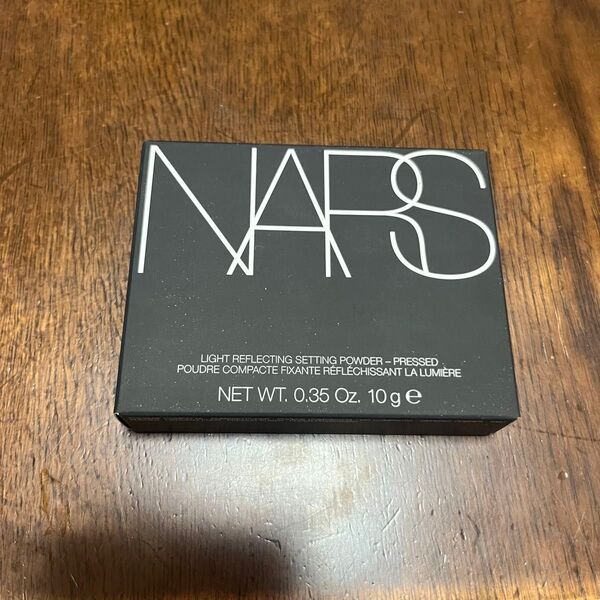 NARS
LIGHT REFLECTING SETTING POWDER – PRESSED
POUDRE COMPACTE FIXANTE RÉFLÉCHISSANT LA LUMIÈRE
NET WT. 0.35 Oz. 10 g ℮